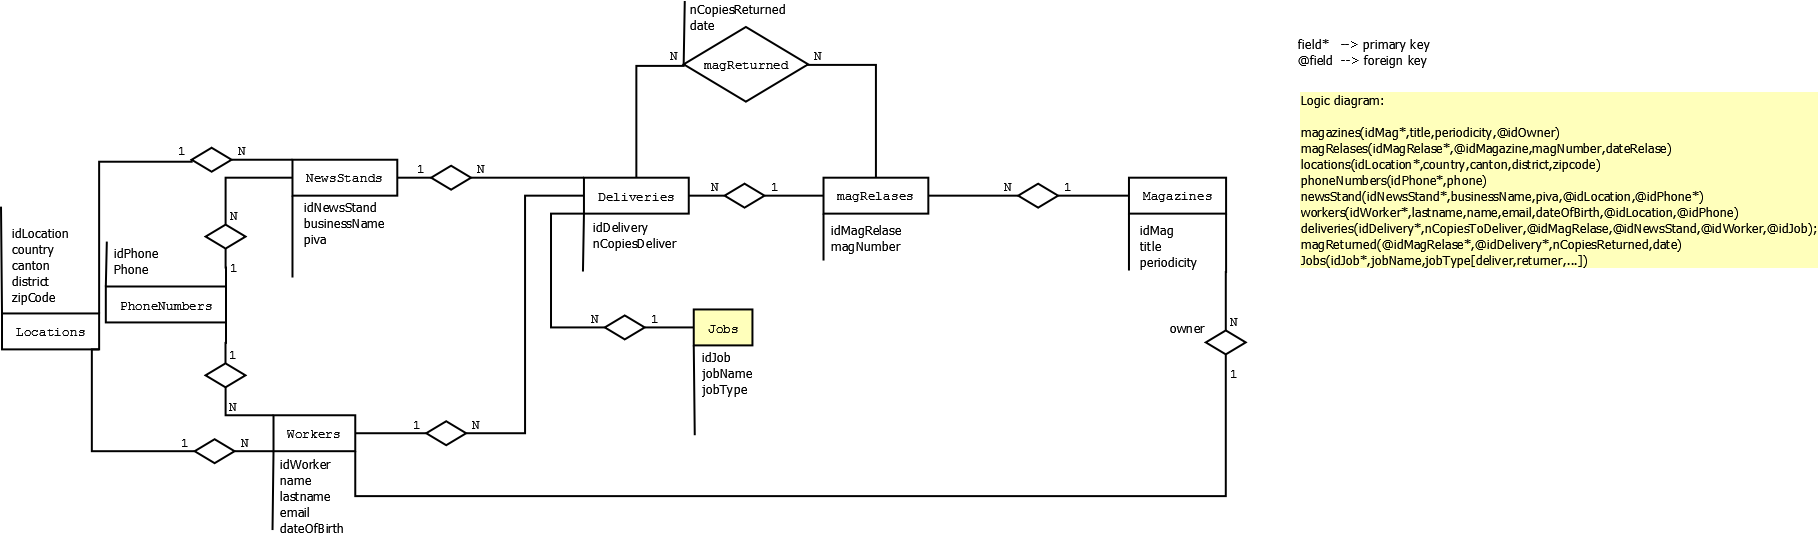 nCopiesReturned
date
N
magReturned
N
field* --> primary key
@field --> foreign key
Logic diagram:
magazines(idMag*,title,periodicity,@idOwner)
magRelases(idMagRelase*,@idMagazine,magNumber,dateRelase)
locations(idLocation*,country,canton,district,zipcode)
phoneNumbers(idPhone*,phone)
newsStand(idNewsStand*,businessName,piva,@idLocation,@idPhone*)
workers(idWorker*,lastname,name,email,dateOfBirth,@idLocation,@idPhone)
deliveries(idDelivery*,nCopiesToDeliver,@idMagRelase,@idNewsStand,@idWorker,@idJob);
magReturned(@idMagRelase*,@idDelivery*,nCopiesReturned,date)
Jobs(idJob*,jobName,jobType[deliver,returner,...])
1
N
NewsStands
idNewsStand
businessName
piva
1
N
Deliveries
idDelivery
nCopiesDeliver
N
1
magRelases
idMagRelase
magNumber
N
1
Magazines
idMag
title
periodicity
idLocation
country
canton
district
zipCode
Locations
idPhone
Phone
PhoneNumbers
N
1
1
N
N
1
Jobs
idJob
jobName
jobType
owner
N
1
1
N
Workers
idWorker
name
lastname
email
dateOfBirth
1
N